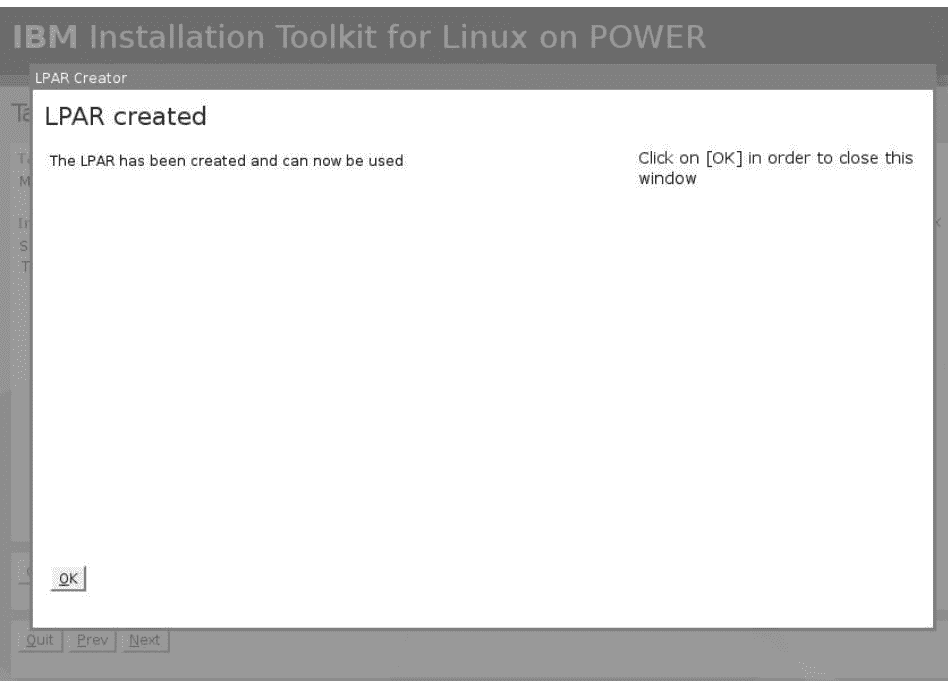 IBM Installation Toolkit for Linux on POWER
LPAR Creator
LPAR created
The LPAR has been created and can now be used
Click on [OK] in order to close this
window
OK
Quit Prev Next